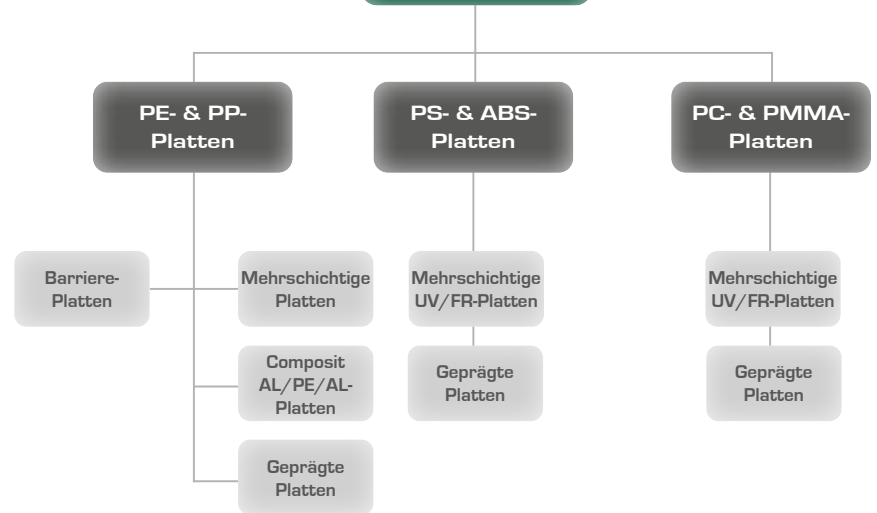 PE- & PP-
Platten
PS- & ABS-
Platten
PC- & PMMA-
Platten
Barriere-
Platten
Mehrschichtige
Platten
Mehrschichtige
UV/FR-Platten
Mehrschichtige
UV/FR-Platten
Composit
AL/PE/AL-
Platten
Geprägte
Platten
Geprägte
Platten
Geprägte
Platten